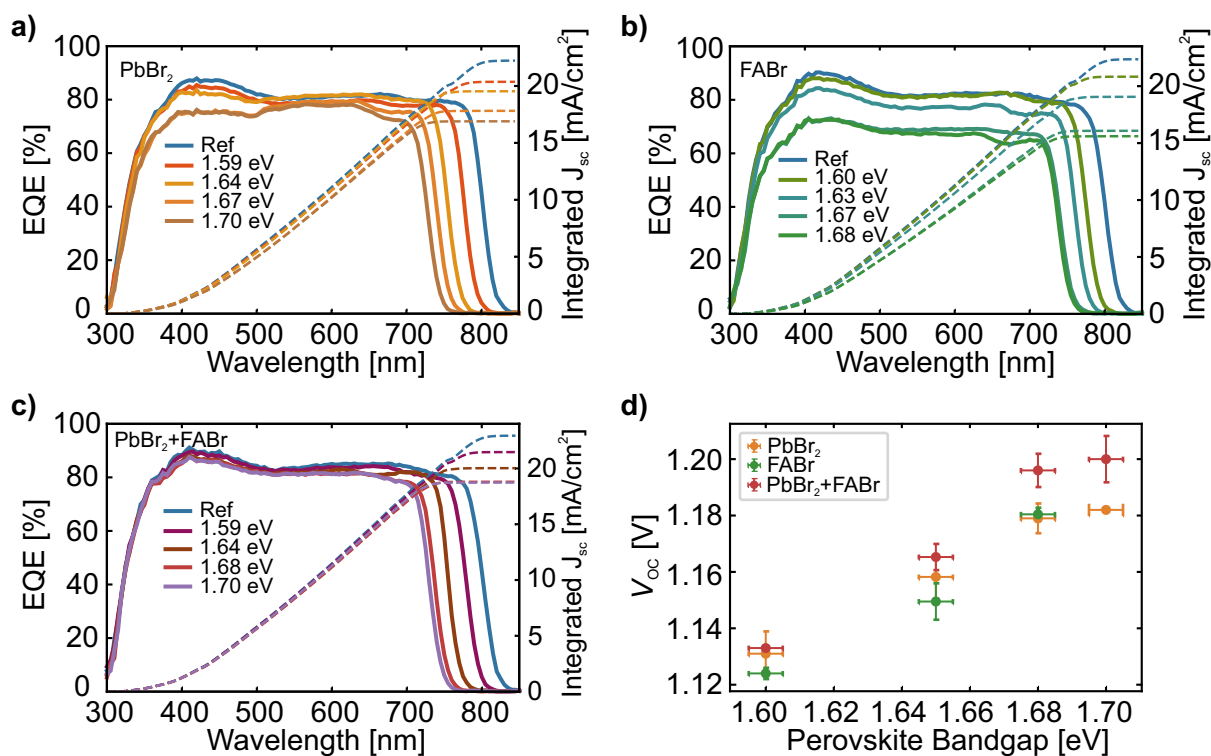 a)
PbBr2
EQE [%]
100
80
60
40
20
0
Ref
1.59 eV
1.64 eV
1.67 eV
1.70 eV
20
15
10
5
0
Integrated Jsc [mA/cm2]
300 400 500 600 700 800
Wavelength [nm]
b)
FABr
EQE [%]
100
80
60
40
20
0
Ref
1.60 eV
1.63 eV
1.67 eV
1.68 eV
20
15
10
5
0
Integrated Jsc [mA/cm2]
300 400 500 600 700 800
Wavelength [nm]
c)
PbBr2+FABr
EQE [%]
100
80
60
40
20
0
Ref
1.59 eV
1.64 eV
1.68 eV
1.70 eV
20
15
10
5
0
Integrated Jsc [mA/cm2]
300 400 500 600 700 800
Wavelength [nm]
d)
PbBr2
FABr
PbBr2+FABr
VOC [V]
1.20
1.18
1.16
1.14
1.12
1.60 1.62 1.64 1.66 1.68 1.70
Perovskite Bandgap [eV]